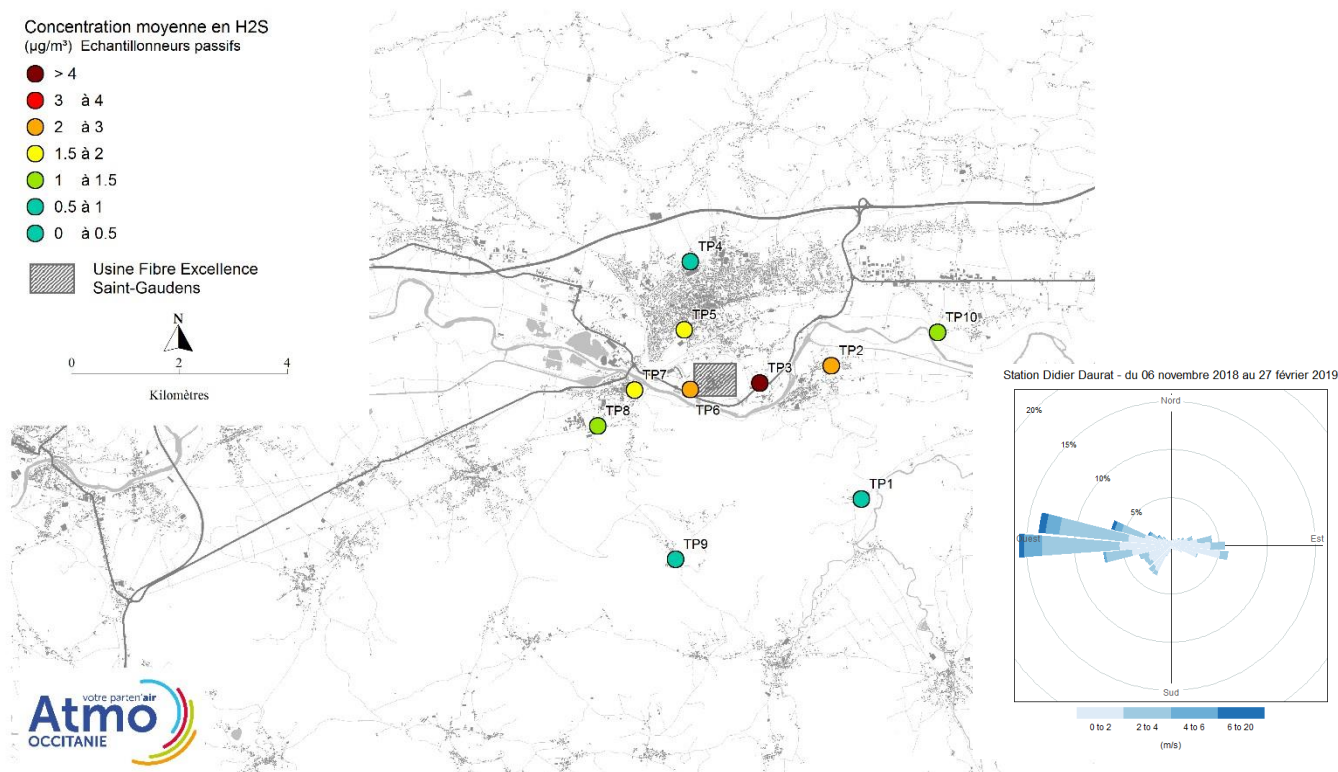 Concentration moyenne en H2S
(µg/m³) Echantillonneurs passifs
> 4
3 à 4
2 à 3
1.5 à 2
1 à 1.5
0.5 à 1
0 à 0.5
Usine Fibre Excellence
Saint-Gaudens
N
0 2 4
Kilomètres
TP4
TP5
TP10
TP2
TP3
TP7
TP6
TP8
TP1
TP9
Station Didier Daurat - du 06 novembre 2018 au 27 février 2019
Nord
20%
15%
10%
5%
Ouest
Est
Sud
0 to 2 2 to 4 4 to 6 6 to 20
(m/s)
votre parten'air
Atmo
OCCITANIE